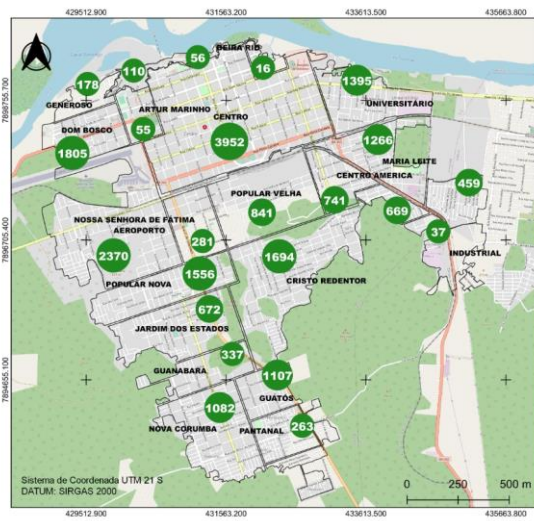 429512.900 431563.200 433613.500 435663.800
7898755.700
7896705.400
7894655.100
BEIRA RIO
56
16
110
178
1395
GENEROSO
ARTUR MARINHO
UNIVERSITÁRIO
CENTRO
DOM BOSCO
55
3952
1266
1805
MARIA LEITE
CENTRO AMERICA
459
POPULAR VELHA
741
841
669
NOSSA SENHORA DE FÁTIMA
AEROPORTO
37
281
2370
1694
INDUSTRIAL
1556
POPULAR NOVA
CRISTO REDENTOR
672
JARDIM DOS ESTADOS
337
GUANABARA
1107
GUATÓS
1082
263
NOVA CORUMBA
PANTANAL
Sistema de Coordenada UTM 21 S
DATUM: SIRGAS 2000
0 250 500 m
429512.900 431563.200 433613.500 435663.800